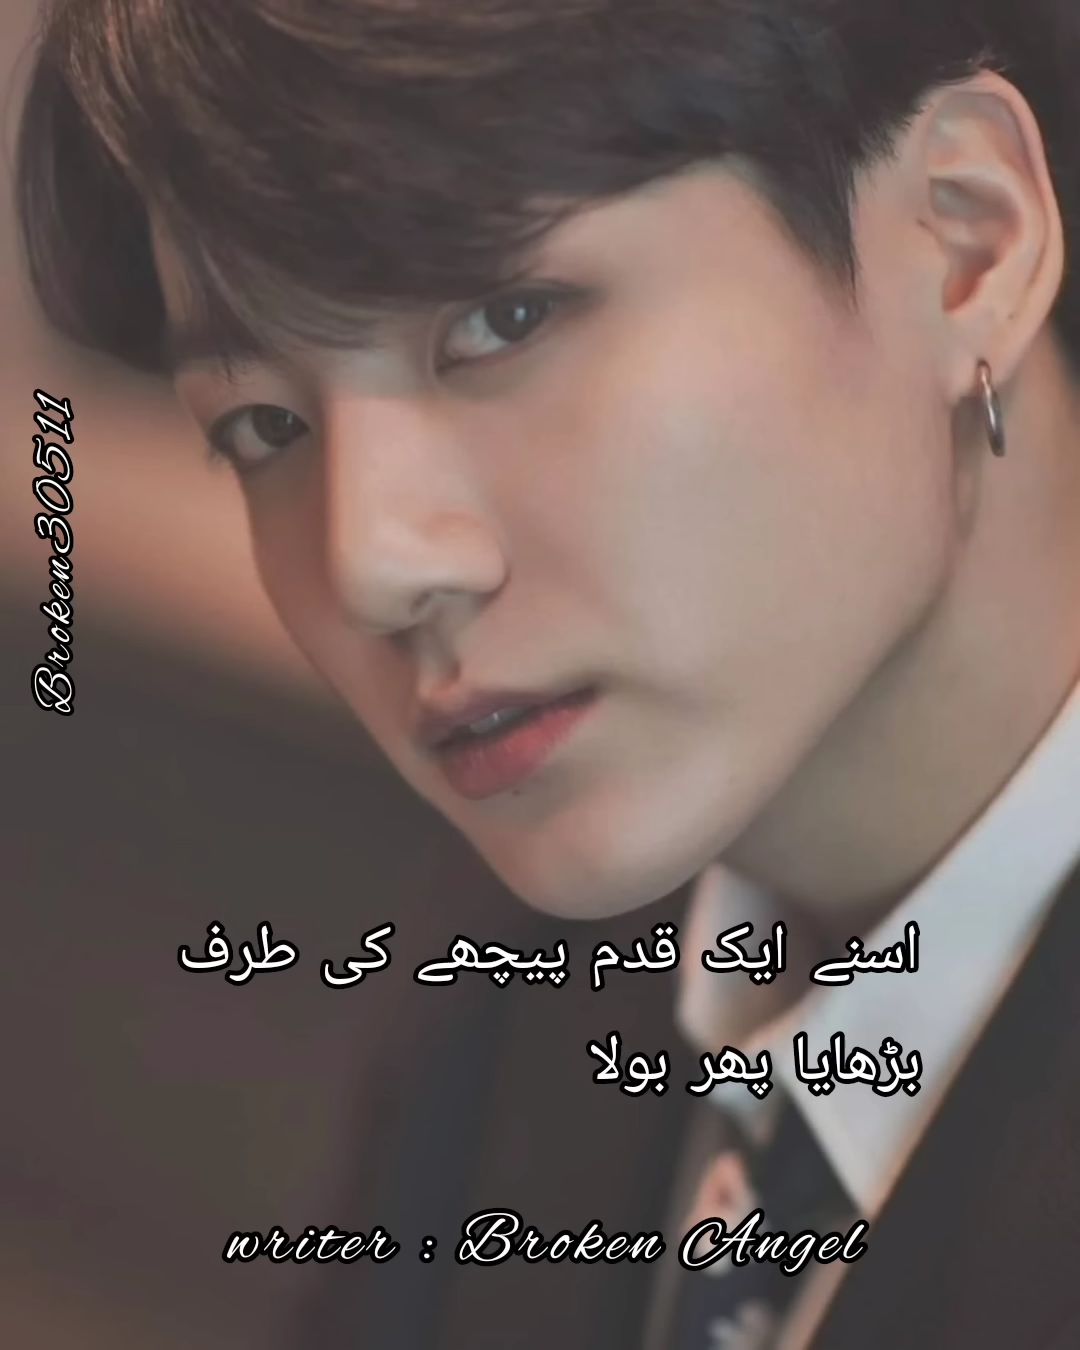 Broken30511
اسنے ایک قدم پیچھے کی طرف
بڑھایا پھر بولا
writer : Broken Angel